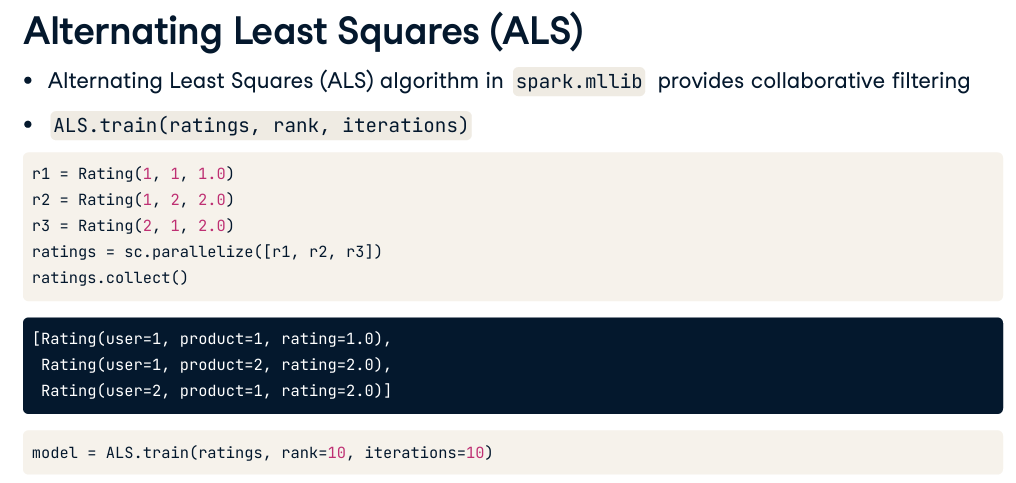 Alternating Least Squares (ALS)
• Alternating Least Squares (ALS) algorithm in spark.mllib provides collaborative filtering
• ALS.train(ratings, rank, iterations)
r1 = Rating(1, 1, 1.0)
r2 = Rating(1, 2, 2.0)
r3 = Rating(2, 1, 2.0)
ratings = sc.parallelize([r1, r2, r3])
ratings.collect()
[Rating(user=1, product=1, rating=1.0),
 Rating(user=1, product=2, rating=2.0),
 Rating(user=2, product=1, rating=2.0)]
model = ALS.train(ratings, rank=10, iterations=10)